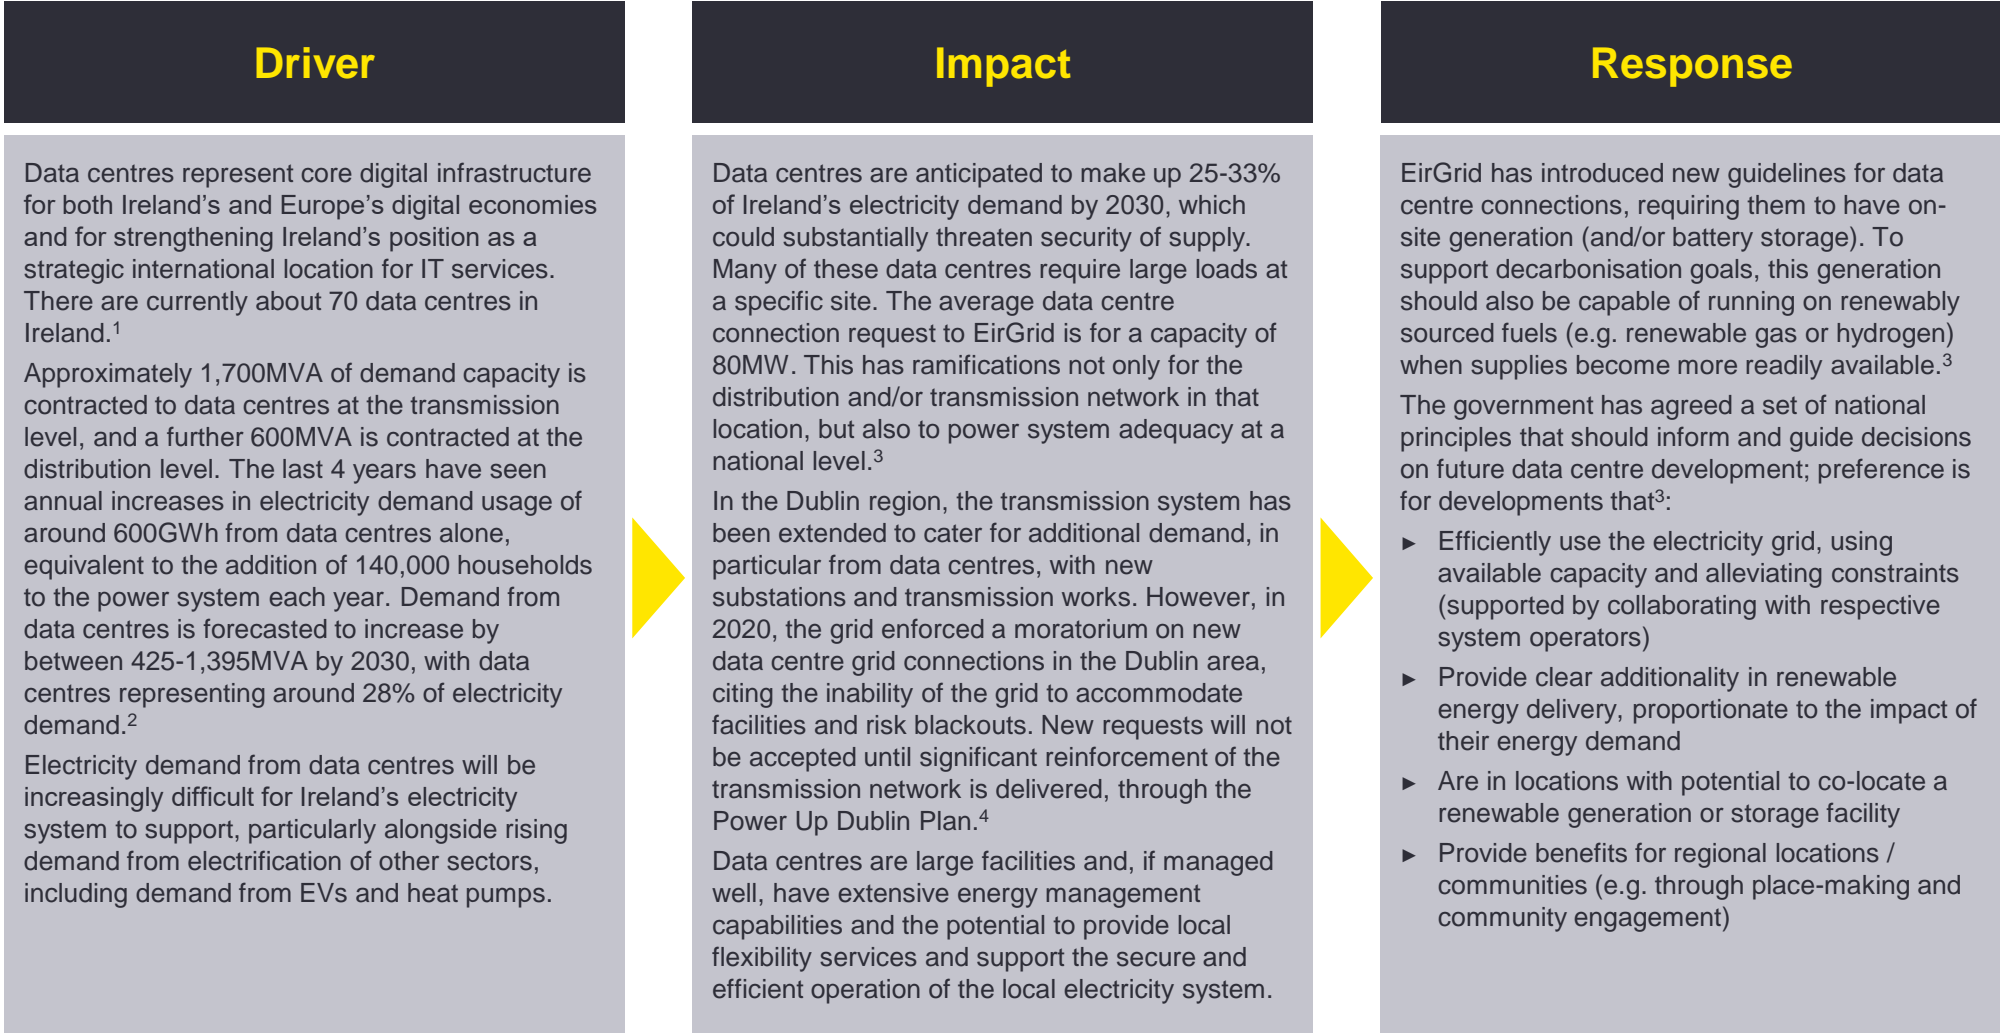 Driver
Data centres represent core digital infrastructure
for both Ireland’s and Europe’s digital economies
and for strengthening Ireland’s position as a
strategic international location for IT services.
There are currently about 70 data centres in
Ireland.¹
Approximately 1,700MVA of demand capacity is
contracted to data centres at the transmission
level, and a further 600MVA is contracted at the
distribution level. The last 4 years have seen
annual increases in electricity demand usage of
around 600GWh from data centres alone,
equivalent to the addition of 140,000 households
to the power system each year. Demand from
data centres is forecasted to increase by
between 425-1,395MVA by 2030, with data
centres representing around 28% of electricity
demand.²
Electricity demand from data centres will be
increasingly difficult for Ireland’s electricity
system to support, particularly alongside rising
demand from electrification of other sectors,
including demand from EVs and heat pumps.
Impact
Data centres are anticipated to make up 25-33%
of Ireland’s electricity demand by 2030, which
could substantially threaten security of supply.
Many of these data centres require large loads at
a specific site. The average data centre
connection request to EirGrid is for a capacity of
80MW. This has ramifications not only for the
distribution and/or transmission network in that
location, but also to power system adequacy at a
national level.³
In the Dublin region, the transmission system has
been extended to cater for additional demand, in
particular from data centres, with new
substations and transmission works. However, in
2020, the grid enforced a moratorium on new
data centre grid connections in the Dublin area,
citing the inability of the grid to accommodate
facilities and risk blackouts. New requests will not
be accepted until significant reinforcement of the
transmission network is delivered, through the
Power Up Dublin Plan.⁴
Data centres are large facilities and, if managed
well, have extensive energy management
capabilities and the potential to provide local
flexibility services and support the secure and
efficient operation of the local electricity system.
Response
EirGrid has introduced new guidelines for data
centre connections, requiring them to have on-
site generation (and/or battery storage). To
support decarbonisation goals, this generation
should also be capable of running on renewably
sourced fuels (e.g. renewable gas or hydrogen)
when supplies become more readily available.³
The government has agreed a set of national
principles that should inform and guide decisions
on future data centre development; preference is
for developments that³:
► Efficiently use the electricity grid, using
available capacity and alleviating constraints
(supported by collaborating with respective
system operators)
► Provide clear additionality in renewable
energy delivery, proportionate to the impact of
their energy demand
► Are in locations with potential to co-locate a
renewable generation or storage facility
► Provide benefits for regional locations /
communities (e.g. through place-making and
community engagement)